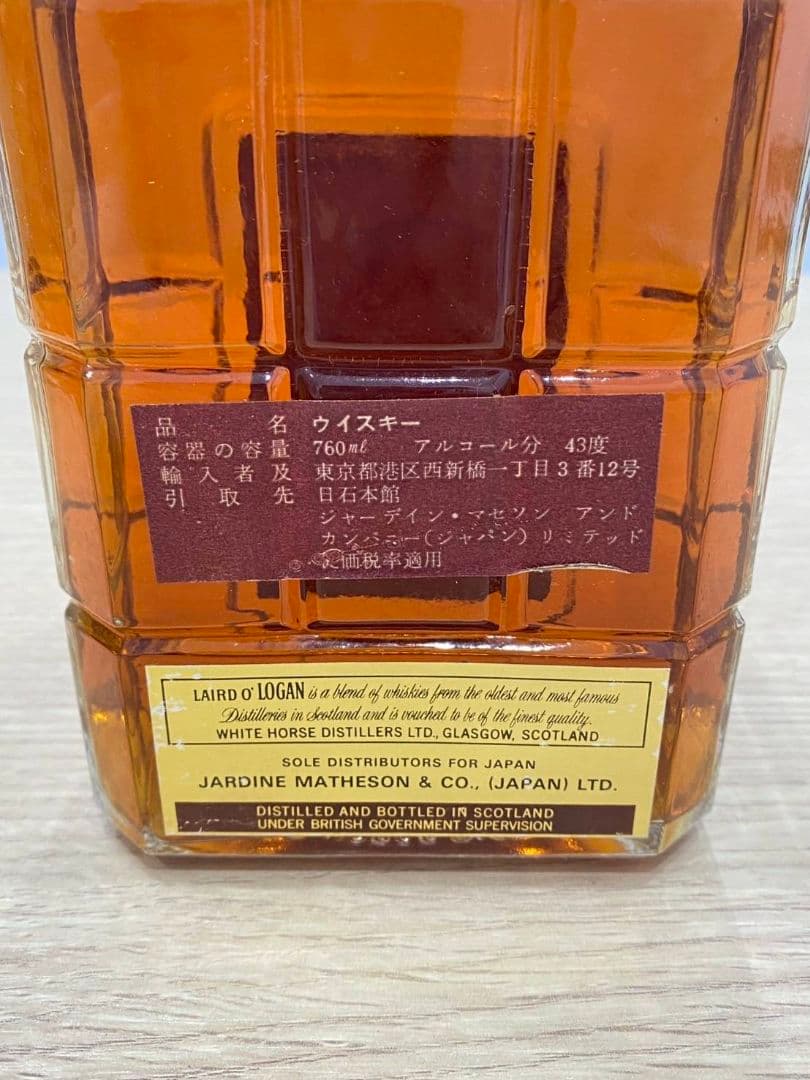 品名 ウイスキー
容器の容量 760ml アルコール分 43度
輸入者及 東京都港区西新橋一丁目3番12号
引取先 日石本館
ジャーデイン・マセソン アンド
カンパニー(ジャパン)リミテッド
価税率適用
LAIRD O' LOGAN is a blend of whiskies from the oldest and most famous
Distilleries in Scotland and is vouched to be of the finest quality.
WHITE HORSE DISTILLERS LTD., GLASGOW, SCOTLAND
SOLE DISTRIBUTORS FOR JAPAN
JARDINE MATHESON & CO., (JAPAN) LTD.
DISTILLED AND BOTTLED IN SCOTLAND
UNDER BRITISH GOVERNMENT SUPERVISION